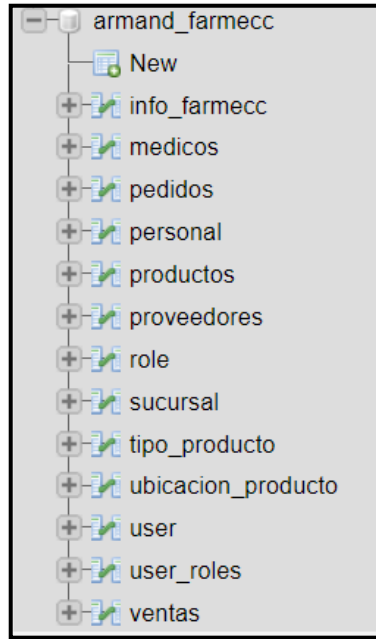 armand_farmecc
New
info_farmecc
medicos
pedidos
personal
productos
proveedores
role
sucursal
tipo_producto
ubicacion_producto
user
user_roles
ventas